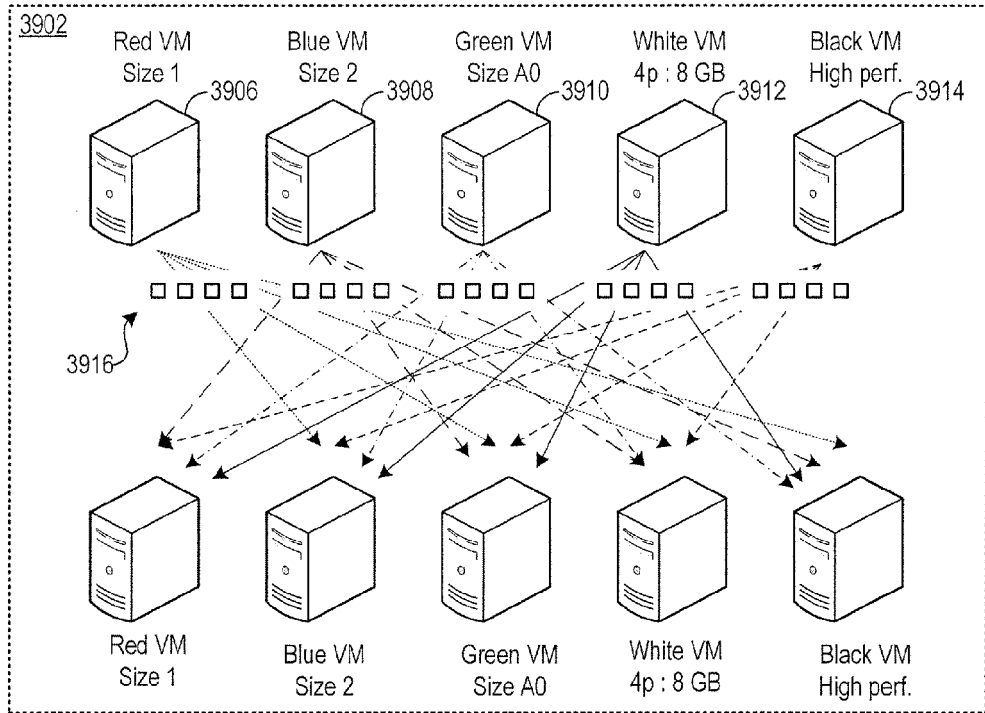 3902
Red VM
Size 1
Blue VM
Size 2
Green VM
Size A0
White VM
4p : 8 GB
Black VM
High perf.
3906
3908
3910
3912
3914
3916
Red VM
Size 1
Blue VM
Size 2
Green VM
Size A0
White VM
4p : 8 GB
Black VM
High perf.